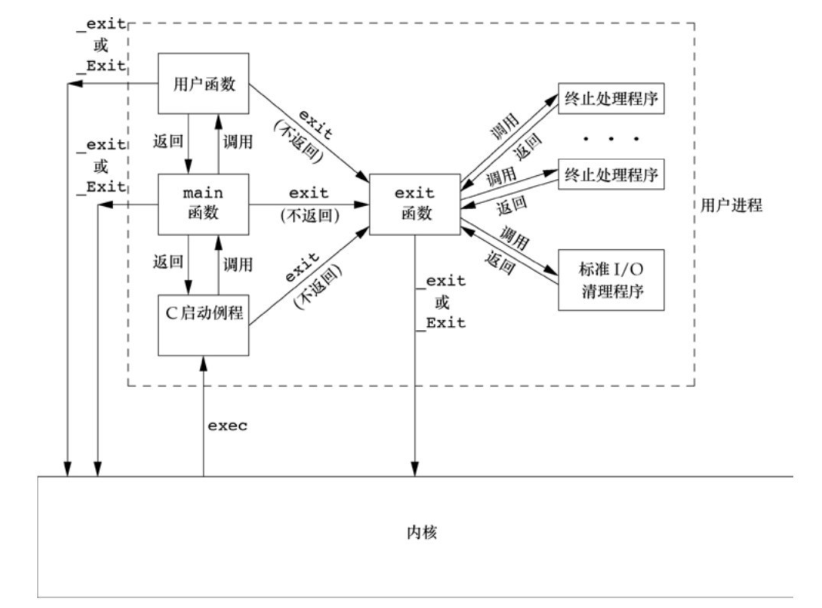 _exit
或
_Exit
用户函数
返回
调用
_exit
或
_Exit
main
函数
返回
调用
C启动例程
exec
exit
(不返回)
exit
(不返回)
exit
(不返回)
exit
函数
_exit
或
_Exit
调用
返回
终止处理程序
. . .
调用
返回
终止处理程序
调用
返回
标准 I/O
清理程序
用户进程
内核